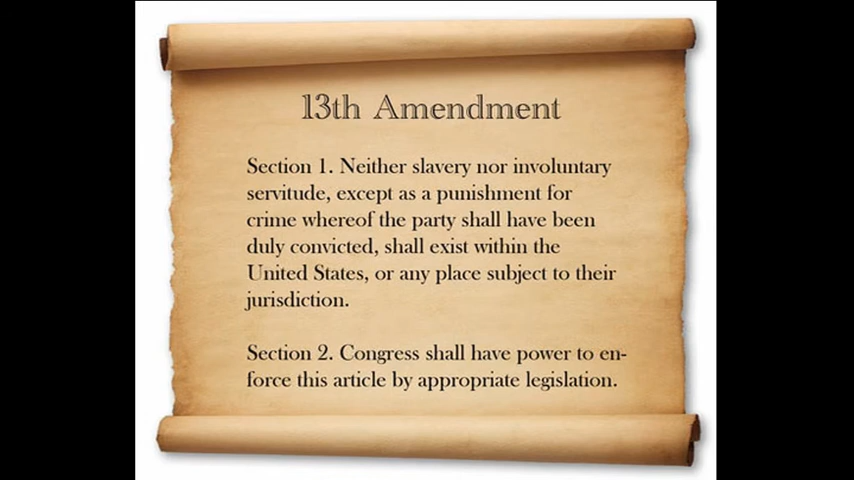 13th Amendment
Section 1. Neither slavery nor involuntary
servitude, except as a punishment for
crime whereof the party shall have been
duly convicted, shall exist within the
United States, or any place subject to their
jurisdiction.
Section 2. Congress shall have power to en-
force this article by appropriate legislation.